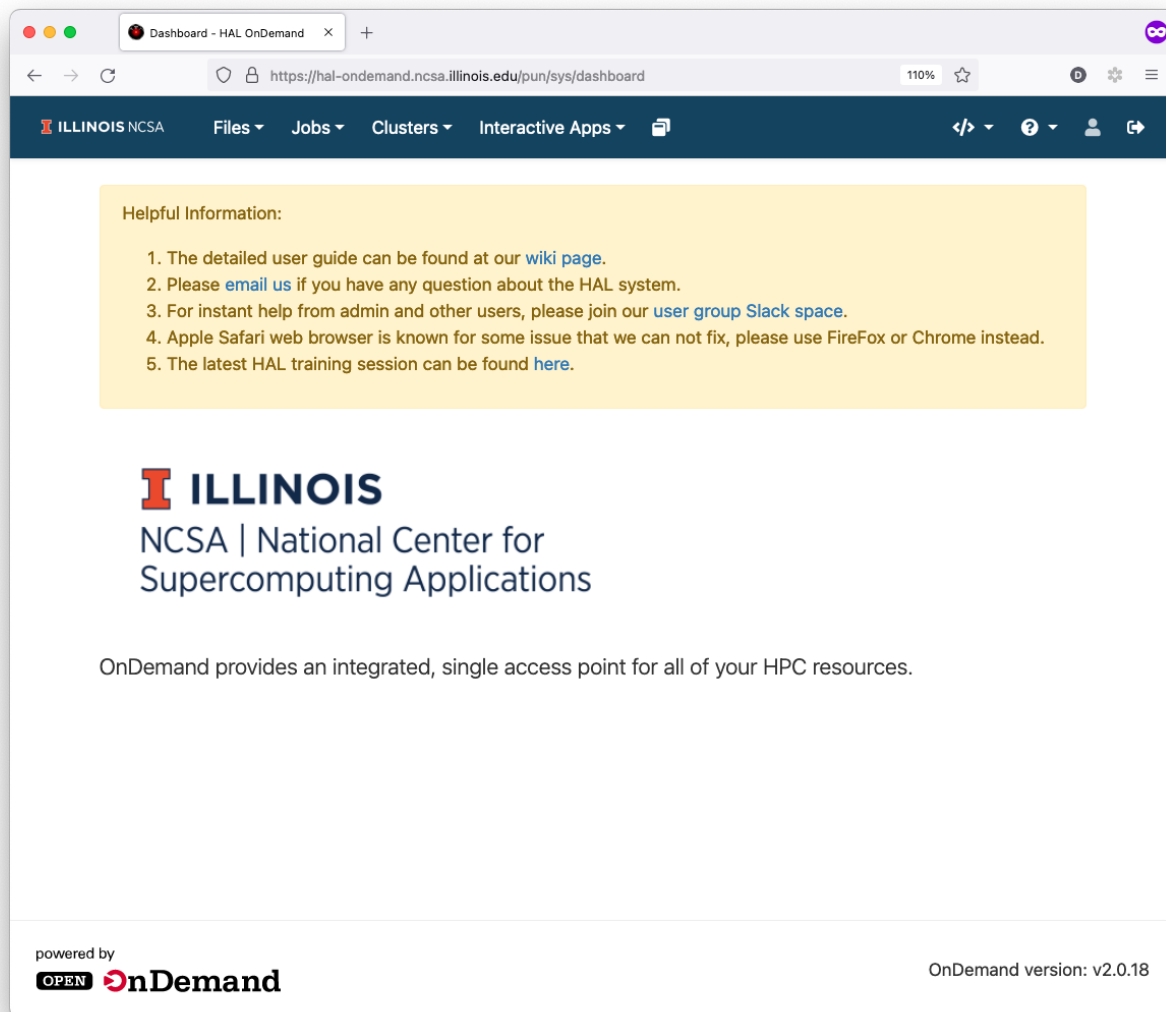 Dashboard - HAL OnDemand
https://hal-ondemand.ncsa.illinois.edu/pun/sys/dashboard 110% D
I ILLINOIS NCSA Files Jobs Clusters Interactive Apps </> ?
Helpful Information:
1. The detailed user guide can be found at our wiki page.
2. Please email us if you have any question about the HAL system.
3. For instant help from admin and other users, please join our user group Slack space.
4. Apple Safari web browser is known for some issue that we can not fix, please use FireFox or Chrome instead.
5. The latest HAL training session can be found here.
I ILLINOIS
NCSA | National Center for
Supercomputing Applications
OnDemand provides an integrated, single access point for all of your HPC resources.
powered by
OPEN OnDemand
OnDemand version: v2.0.18